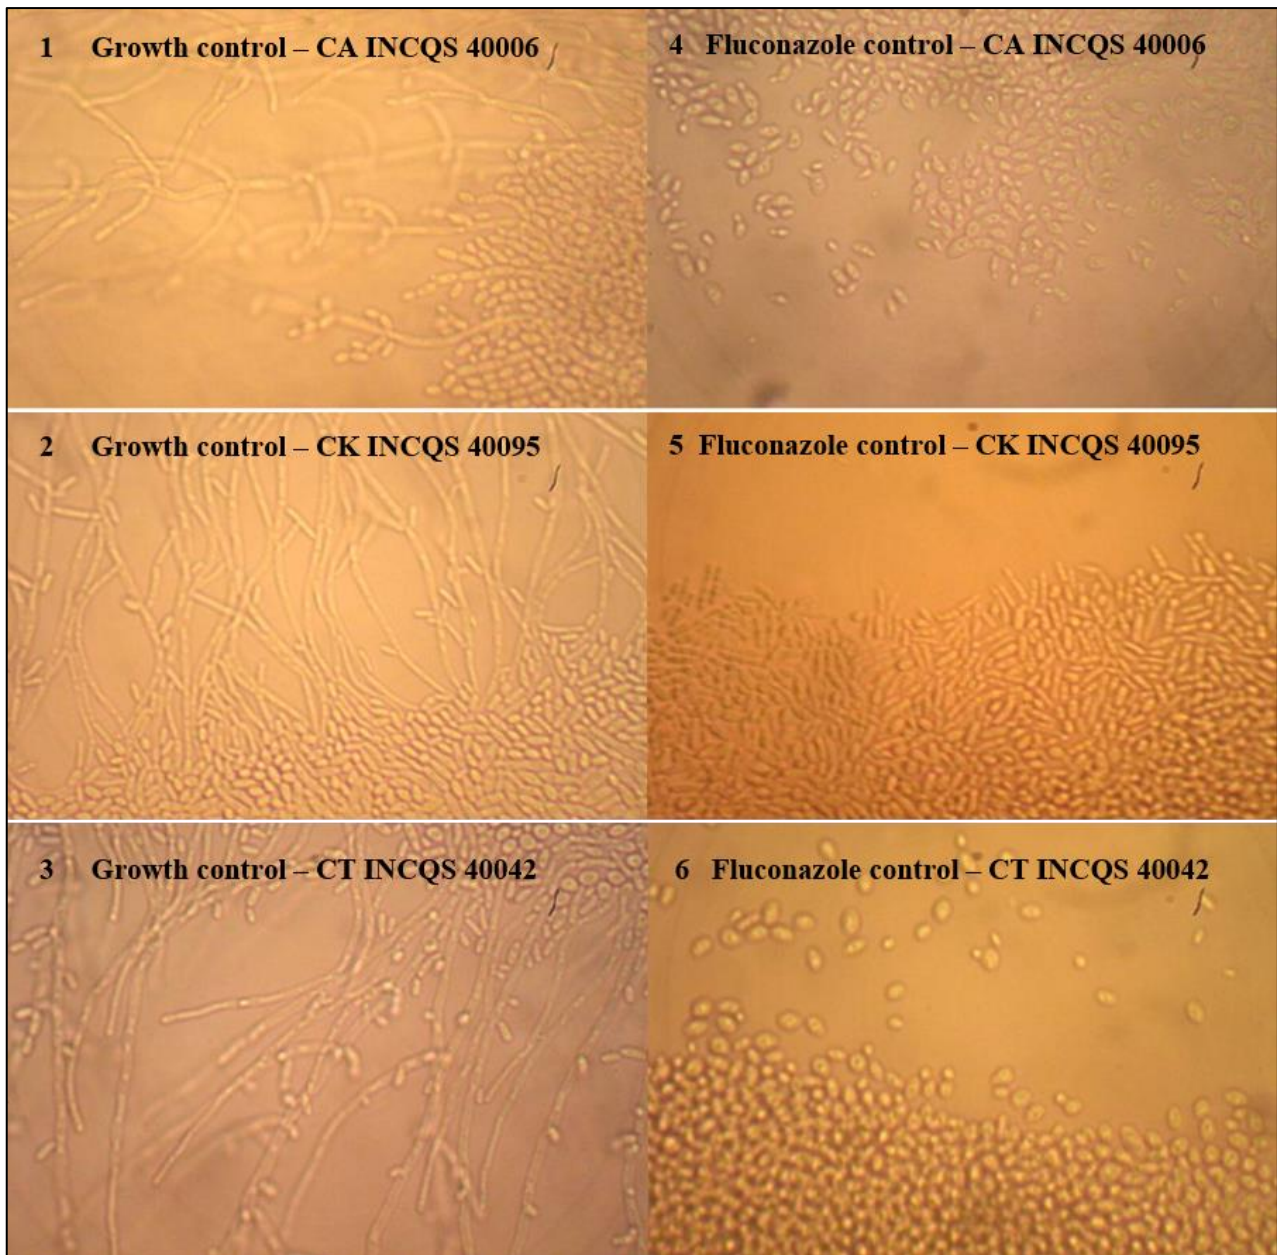 1 Growth control – CA INCQS 40006
4 Fluconazole control – CA INCQS 40006
2 Growth control – CK INCQS 40095
5 Fluconazole control – CK INCQS 40095
3 Growth control – CT INCQS 40042
6 Fluconazole control – CT INCQS 40042